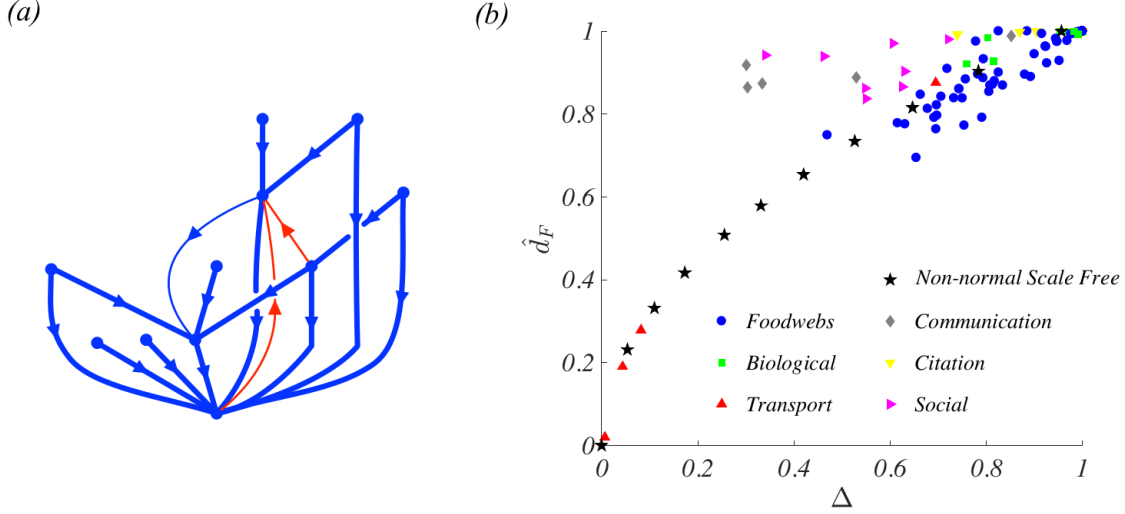 (a)
(b)
1
0.8
0.6
0.4
0.2
0
d̂_F
0 0.2 0.4 0.6 0.8 1
Δ
Non-normal Scale Free
Foodwebs Communication
Biological Citation
Transport Social